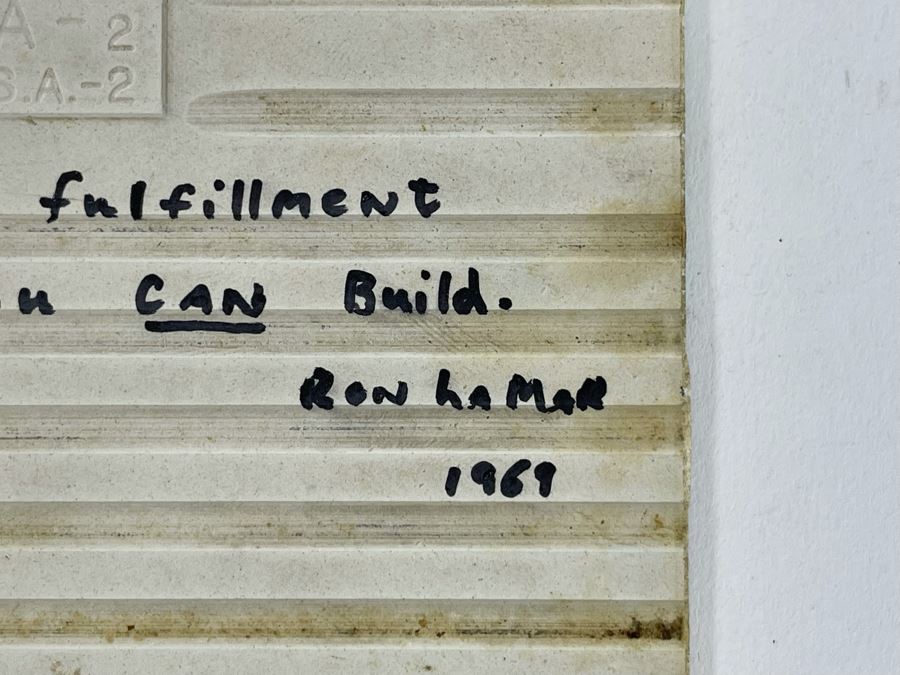 A-2
S.A.-2
fulfillment
u CAN Build.
RON LAMAR
1969